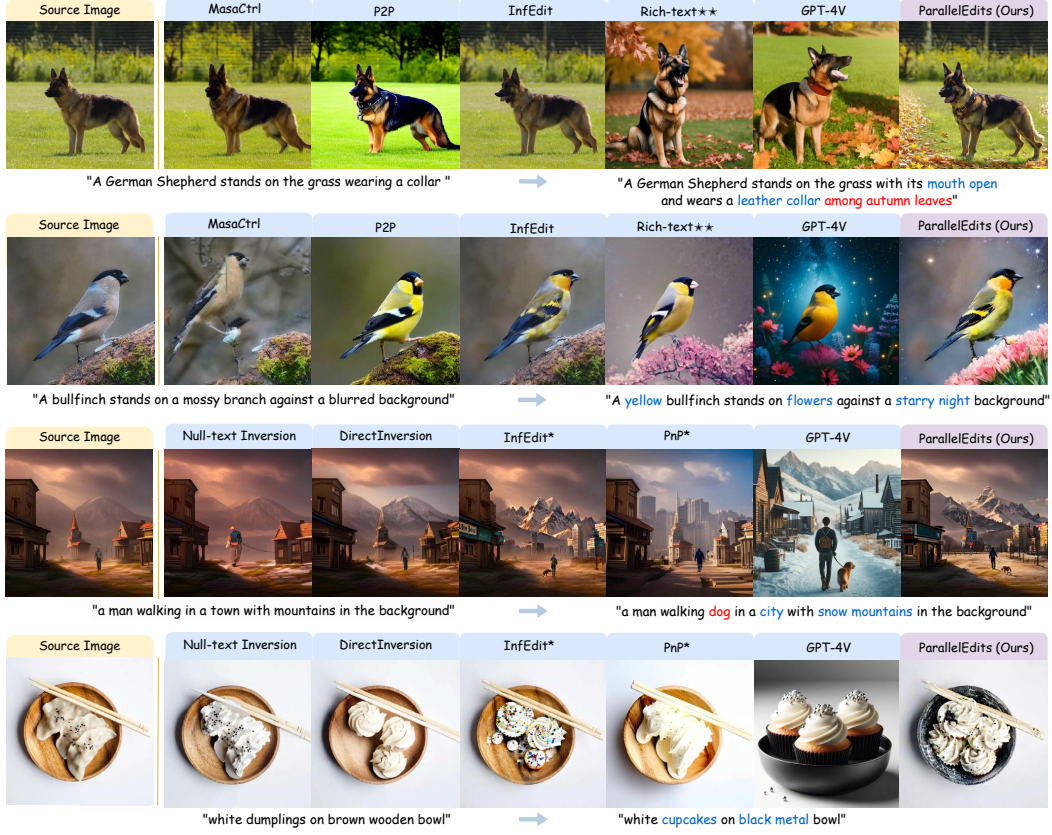 Source Image MasaCtrl P2P InfEdit Rich-text★★ GPT-4V ParallelEdits (Ours)
"A German Shepherd stands on the grass wearing a collar "
"A German Shepherd stands on the grass with its mouth open
and wears a leather collar among autumn leaves"
Source Image MasaCtrl P2P InfEdit Rich-text★★ GPT-4V ParallelEdits (Ours)
"A bullfinch stands on a mossy branch against a blurred background"
"A yellow bullfinch stands on flowers against a starry night background"
Source Image Null-text Inversion DirectInversion InfEdit* PnP* GPT-4V ParallelEdits (Ours)
"a man walking in a town with mountains in the background"
"a man walking dog in a city with snow mountains in the background"
Source Image Null-text Inversion DirectInversion InfEdit* PnP* GPT-4V ParallelEdits (Ours)
"white dumplings on brown wooden bowl"
"white cupcakes on black metal bowl"